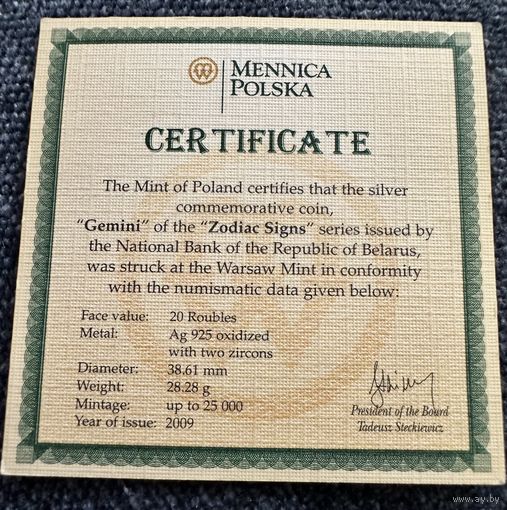 MENNICA
POLSKA
CERTIFICATE
The Mint of Poland certifies that the silver
commemorative coin,
"Gemini" of the "Zodiac Signs" series issued by
the National Bank of the Republic of Belarus,
was struck at the Warsaw Mint in conformity
with the numismatic data given below:
Face value: 20 Roubles
Metal: Ag 925 oxidized
with two zircons
Diameter: 38.61 mm
Weight: 28.28 g
Mintage: up to 25 000
Year of issue: 2009
President of the Board
Tadeusz Steckiewicz
www.ay.by